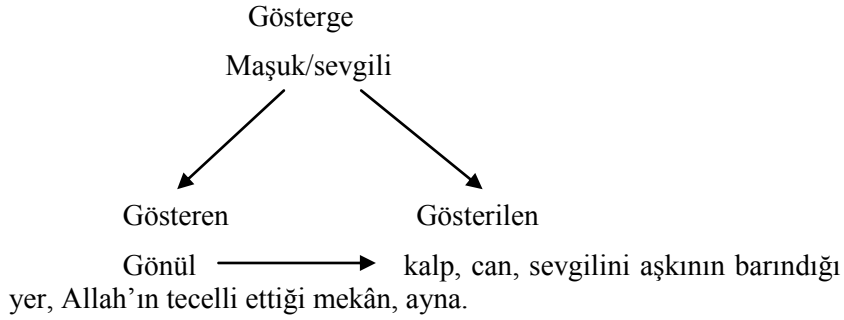 Gösterge
Maşuk/sevgili
Gösteren Gösterilen
Gönül kalp, can, sevgilini aşkının barındığı
yer, Allah’ın tecelli ettiği mekân, ayna.